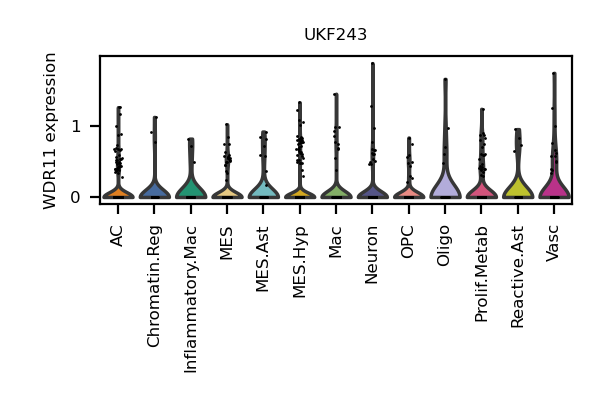 UKF243
WDR11 expression
1
0
AC
Chromatin.Reg
Inflammatory.Mac
MES
MES.Ast
MES.Hyp
Mac
Neuron
OPC
Oligo
Prolif.Metab
Reactive.Ast
Vasc